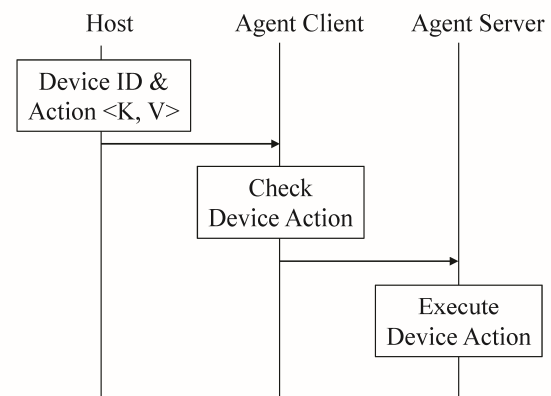 Host
Agent Client
Agent Server
Device ID &
Action <K, V>
Check
Device Action
Execute
Device Action